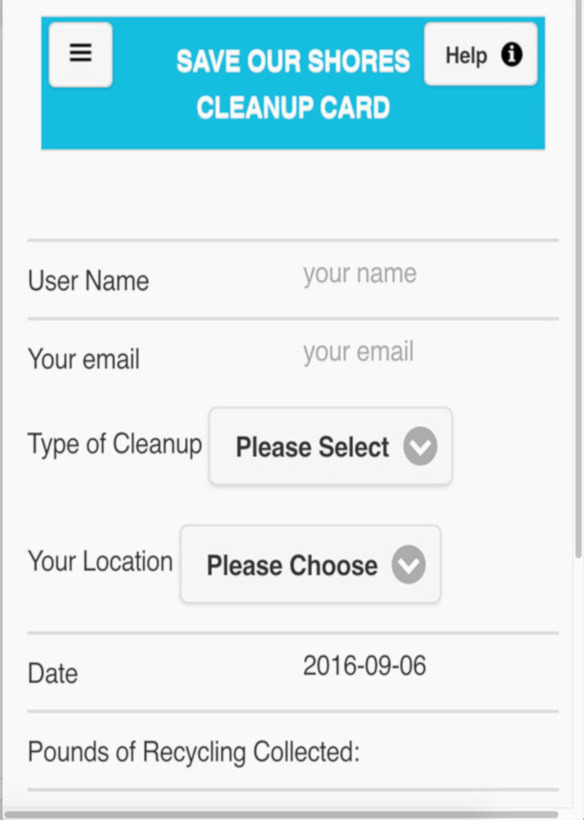 SAVE OUR SHORES
CLEANUP CARD
Help
User Name your name
Your email your email
Type of Cleanup Please Select
Your Location Please Choose
Date 2016-09-06
Pounds of Recycling Collected: